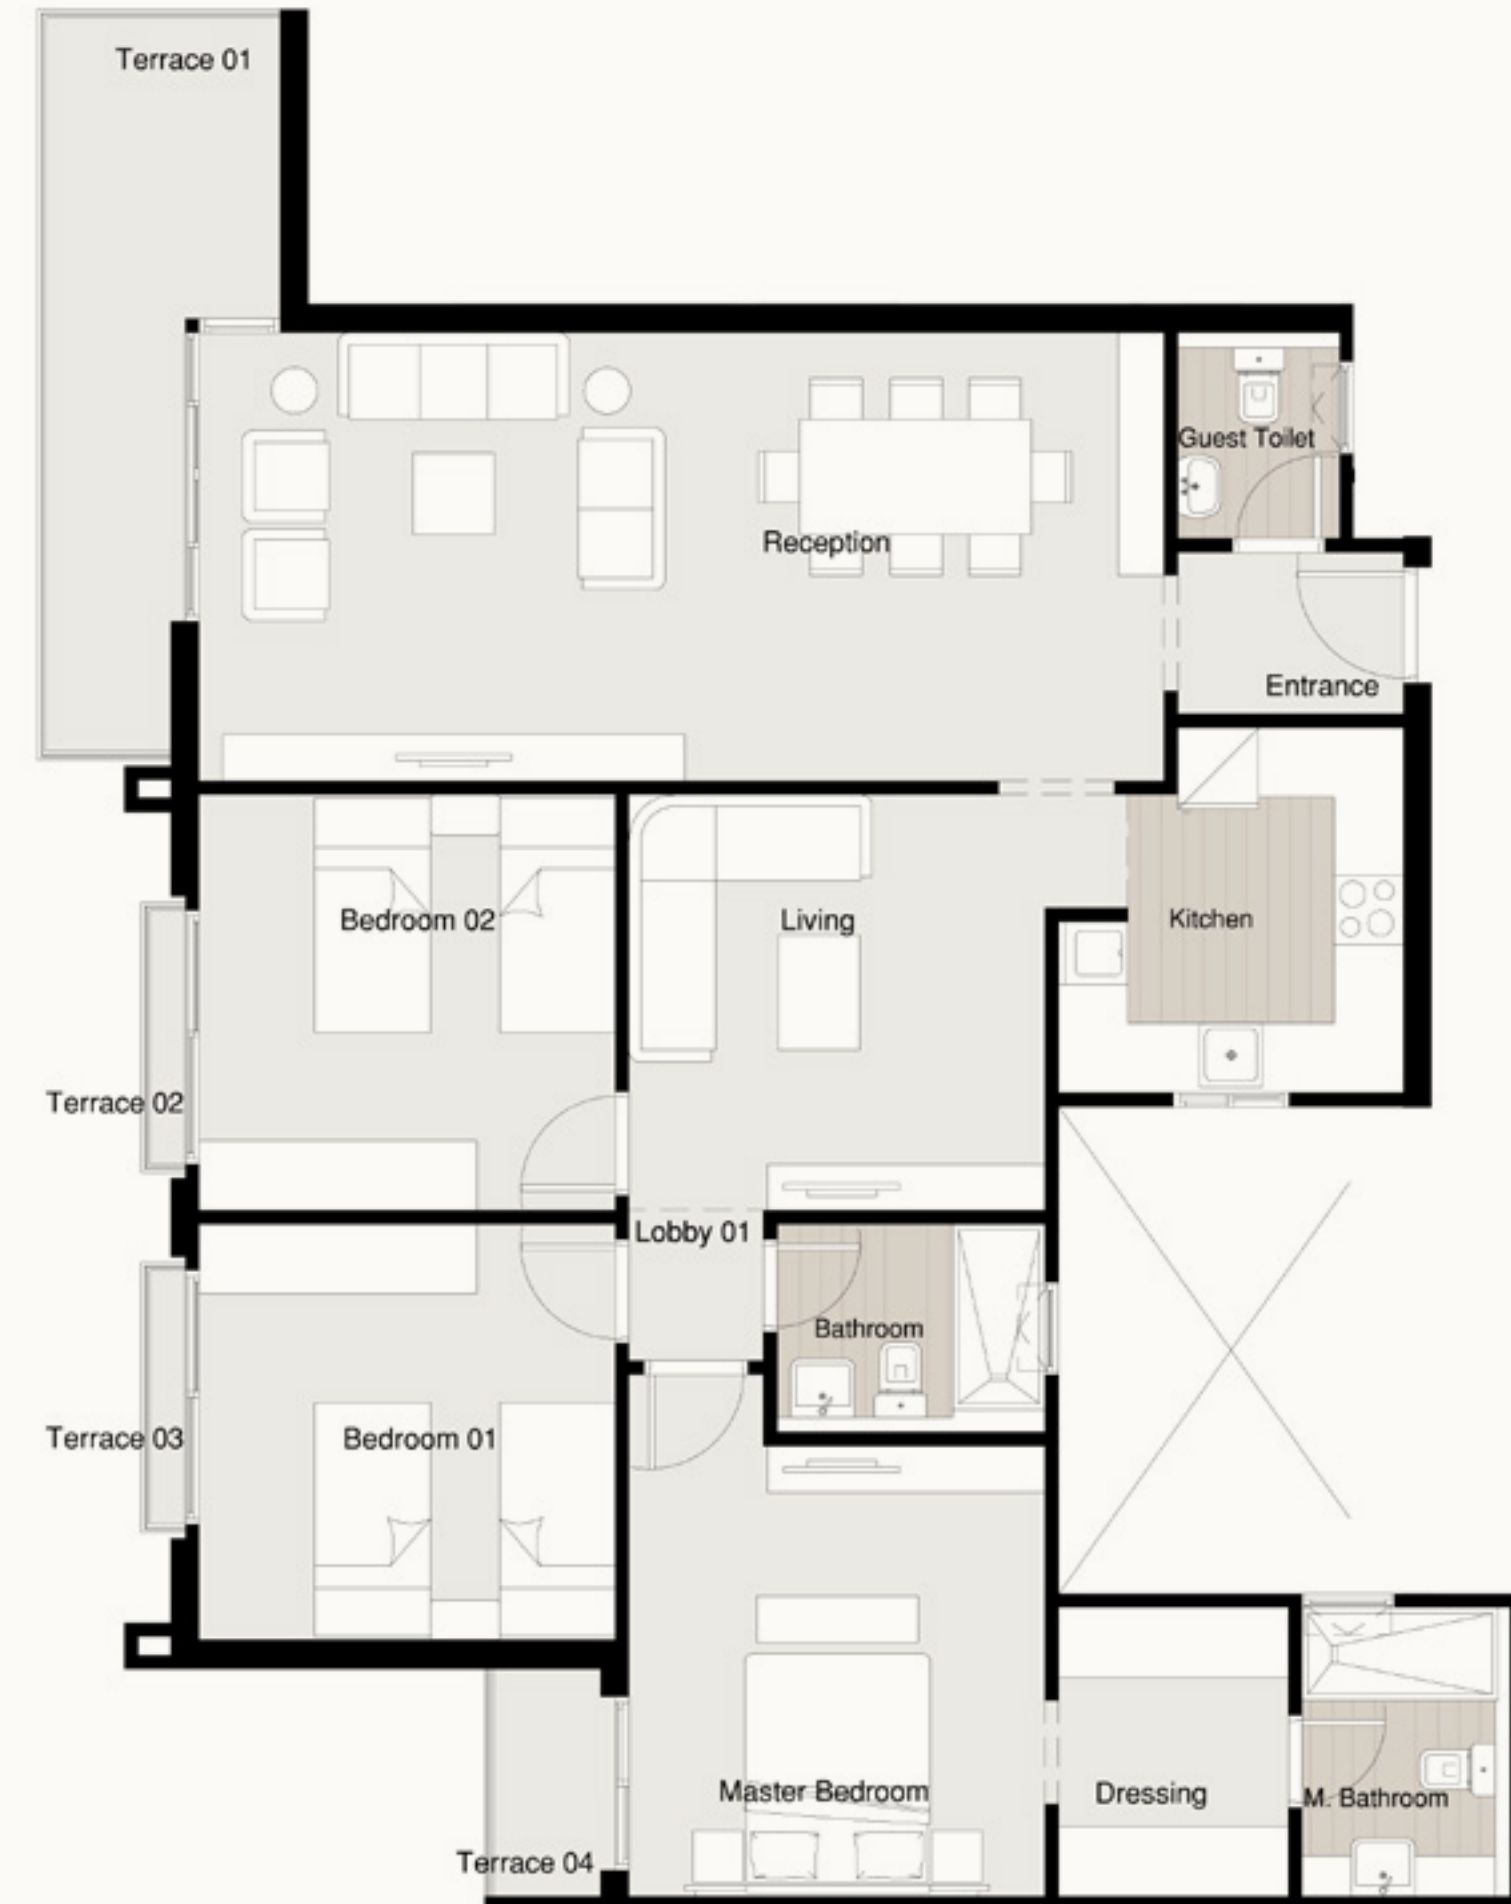 Terrace 01
Guest Toilet
Reception
Entrance
Bedroom 02
Living
Kitchen
Terrace 02
Lobby 01
Bathroom
Terrace 03
Bedroom 01
Master Bedroom
Dressing
M. Bathroom
Terrace 04